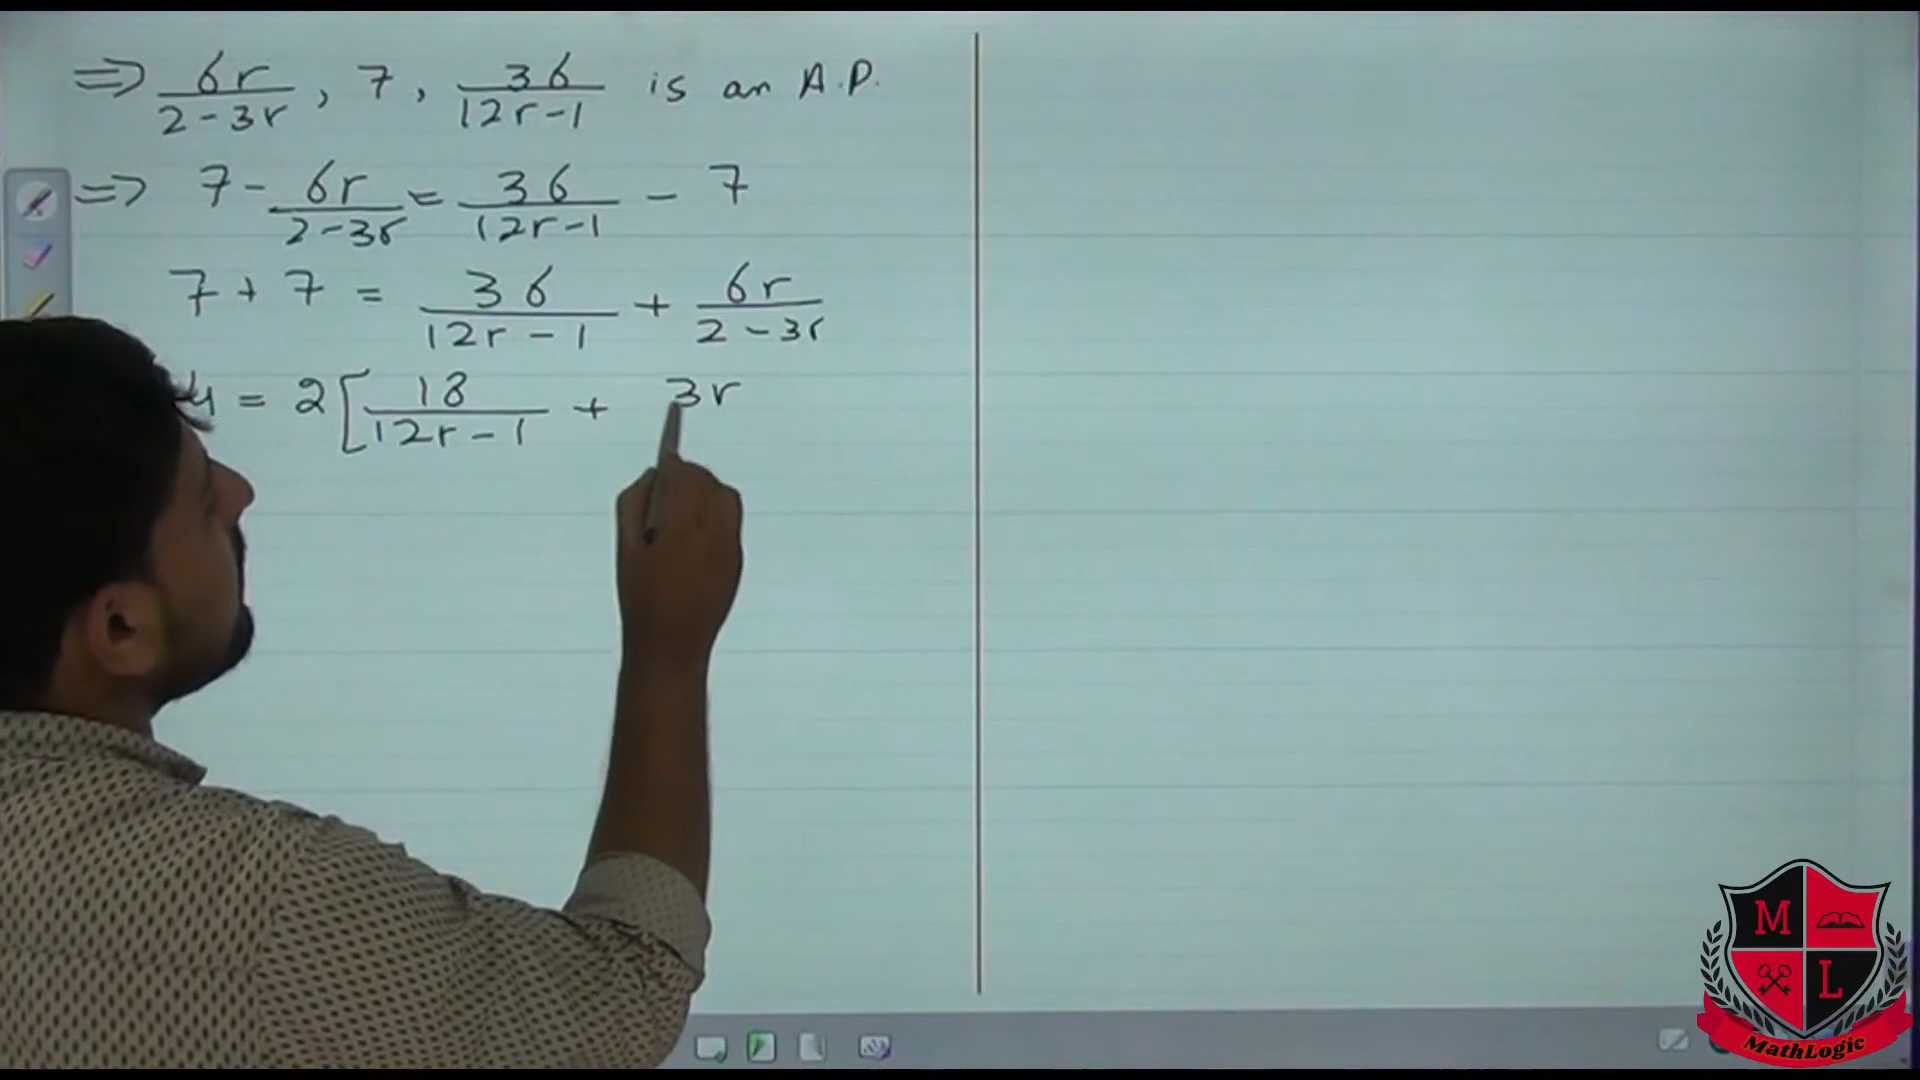 ⇒ 6r/(2-3r), 7, 36/(12r-1) is an A.P.
⇒ 7 - 6r/(2-3r) = 36/(12r-1) - 7
7 + 7 = 36/(12r-1) + 6r/(2-3r)
4 = 2[18/(12r-1) + 3r
M
L
MathLogic